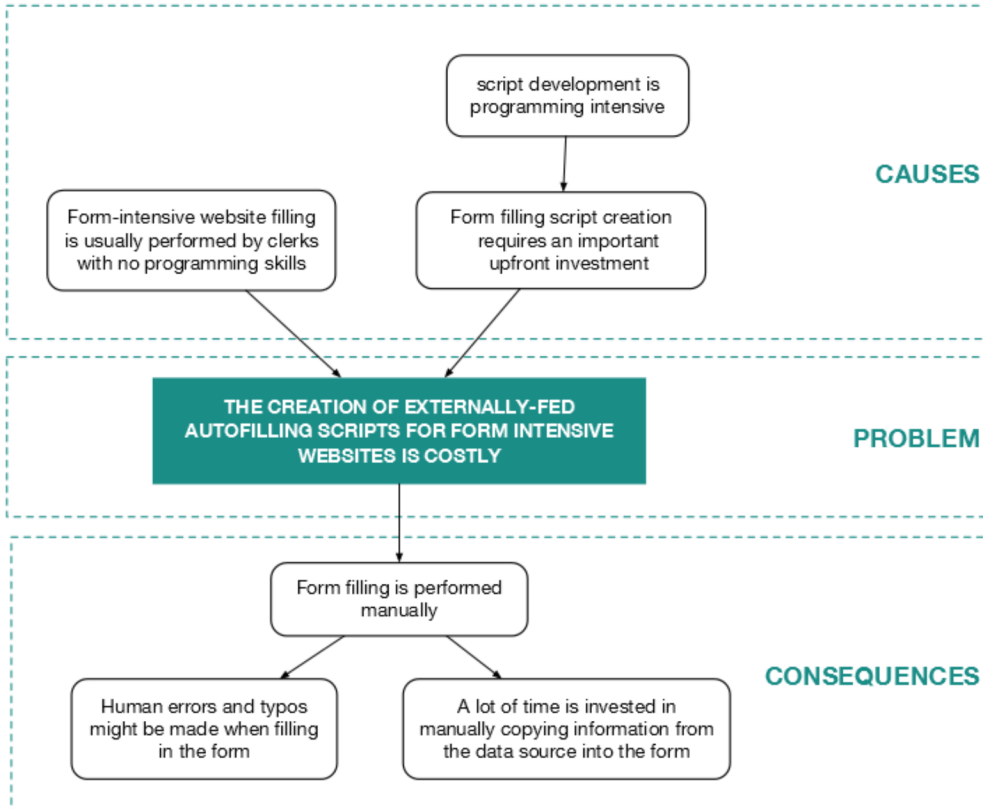 script development is
programming intensive
CAUSES
Form-intensive website filling
is usually performed by clerks
with no programming skills
Form filling script creation
requires an important
upfront investment
THE CREATION OF EXTERNALLY-FED
AUTOFILLING SCRIPTS FOR FORM INTENSIVE
WEBSITES IS COSTLY
PROBLEM
Form filling is performed
manually
CONSEQUENCES
Human errors and typos
might be made when filling
in the form
A lot of time is invested in
manually copying information from
the data source into the form